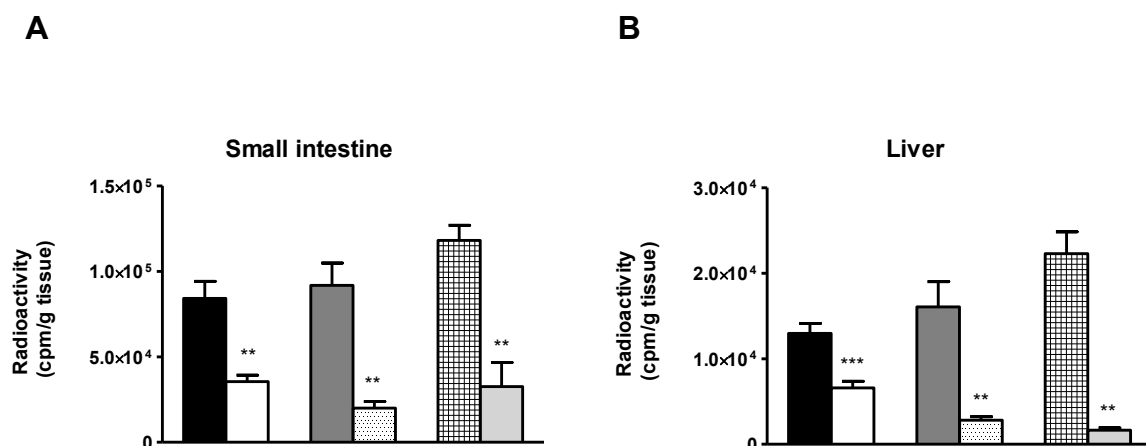 A
B
Small intestine
Liver
Radioactivity
(cpm/g tissue)
1.5×10⁵
1.0×10⁵
5.0×10⁴
0
**
**
**
Radioactivity
(cpm/g tissue)
3.0×10⁴
2.0×10⁴
1.0×10⁴
0
***
**
**